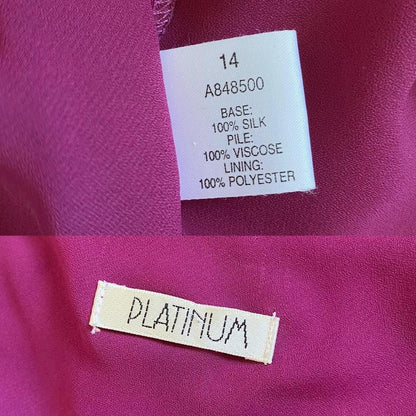 14
A848500
BASE:
100% SILK
PILE:
100% VISCOSE
LINING:
100% POLYESTER
PLATINUM